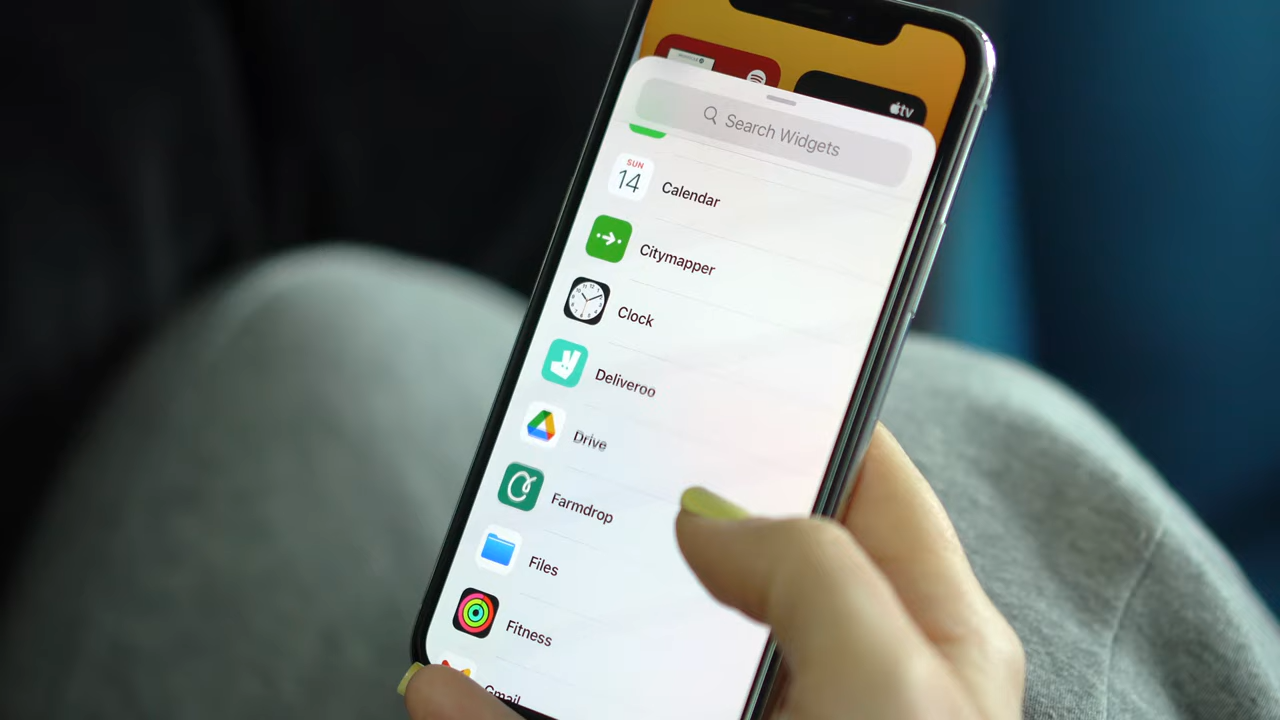 tv
Search Widgets
SUN
14
Calendar
Citymapper
Clock
Deliveroo
Drive
Farmdrop
Files
Fitness
Gmail